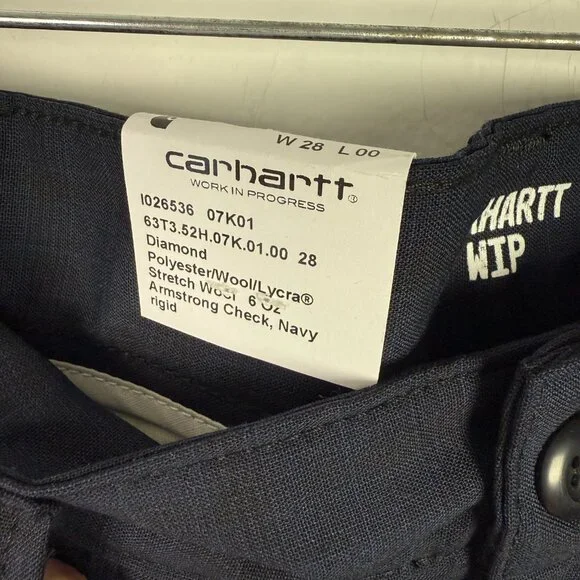 W 28 L 00
carhartt®
WORK IN PROGRESS
I026536 07K01
63T3.52H.07K.01.00 28
Diamond
Polyester/Wool/Lycra®
Stretch Wool 6 Oz
Armstrong Check, Navy
rigid
HARTT
WIP